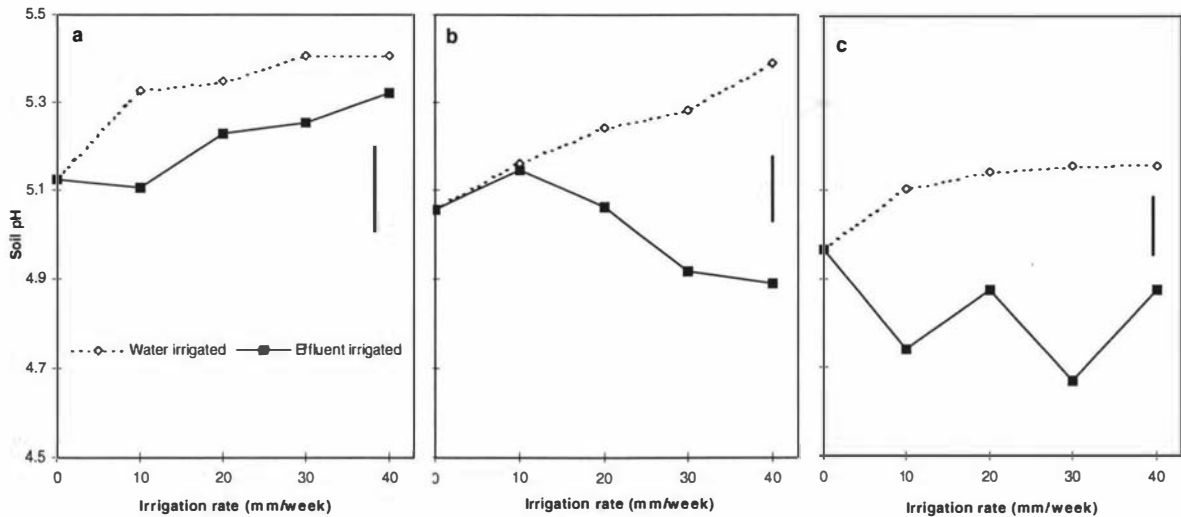 a
b
c
5.5
5.3
5.1
4.9
4.7
4.5
Soil pH
Water irrigated
Effluent irrigated
0 10 20 30 40
0 10 20 30 40
0 10 20 30 40
Irrigation rate (mm/week)
Irrigation rate (mm/week)
Irrigation rate (mm/week)